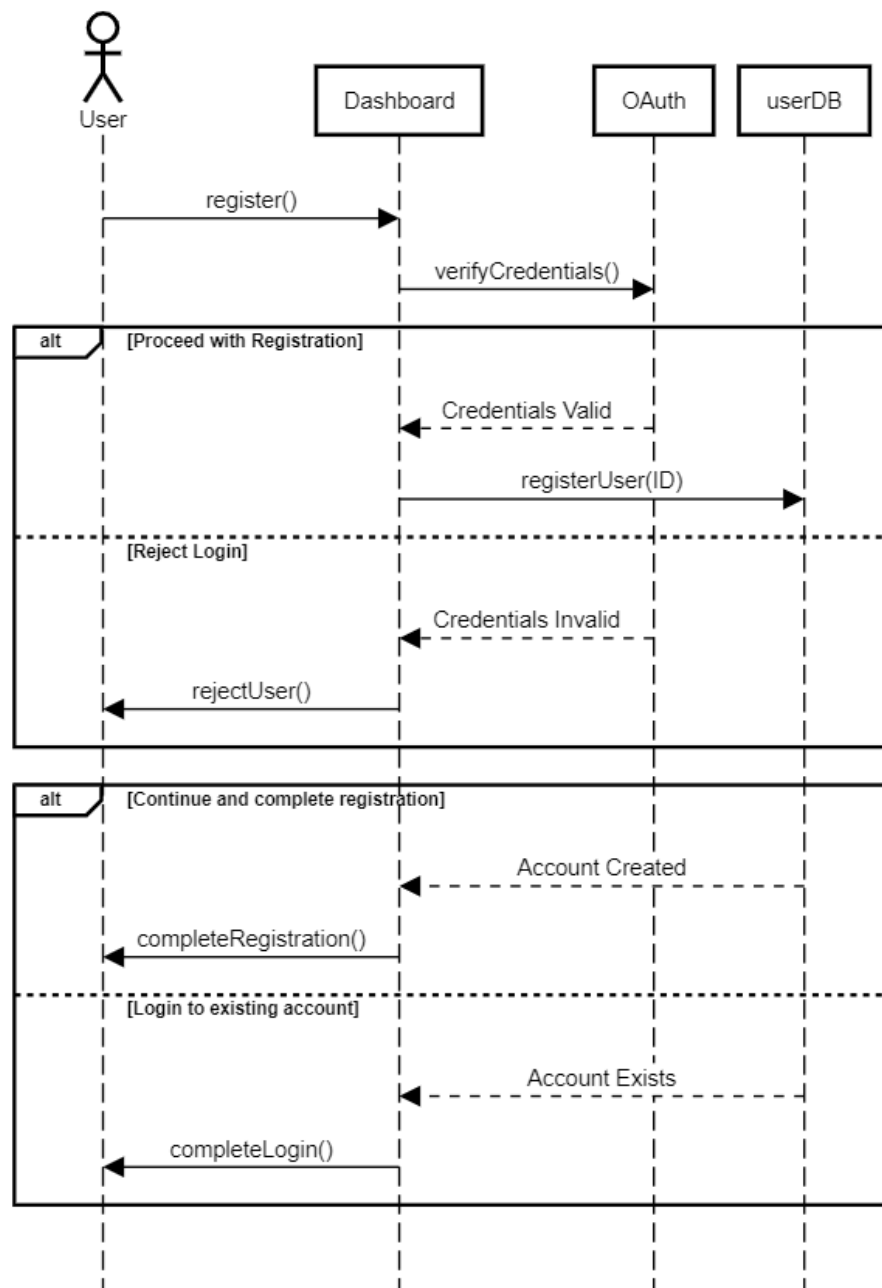 User
Dashboard
OAuth
userDB
register()
verifyCredentials()
alt
[Proceed with Registration]
Credentials Valid
registerUser(ID)
[Reject Login]
Credentials Invalid
rejectUser()
alt
[Continue and complete registration]
Account Created
completeRegistration()
[Login to existing account]
Account Exists
completeLogin()